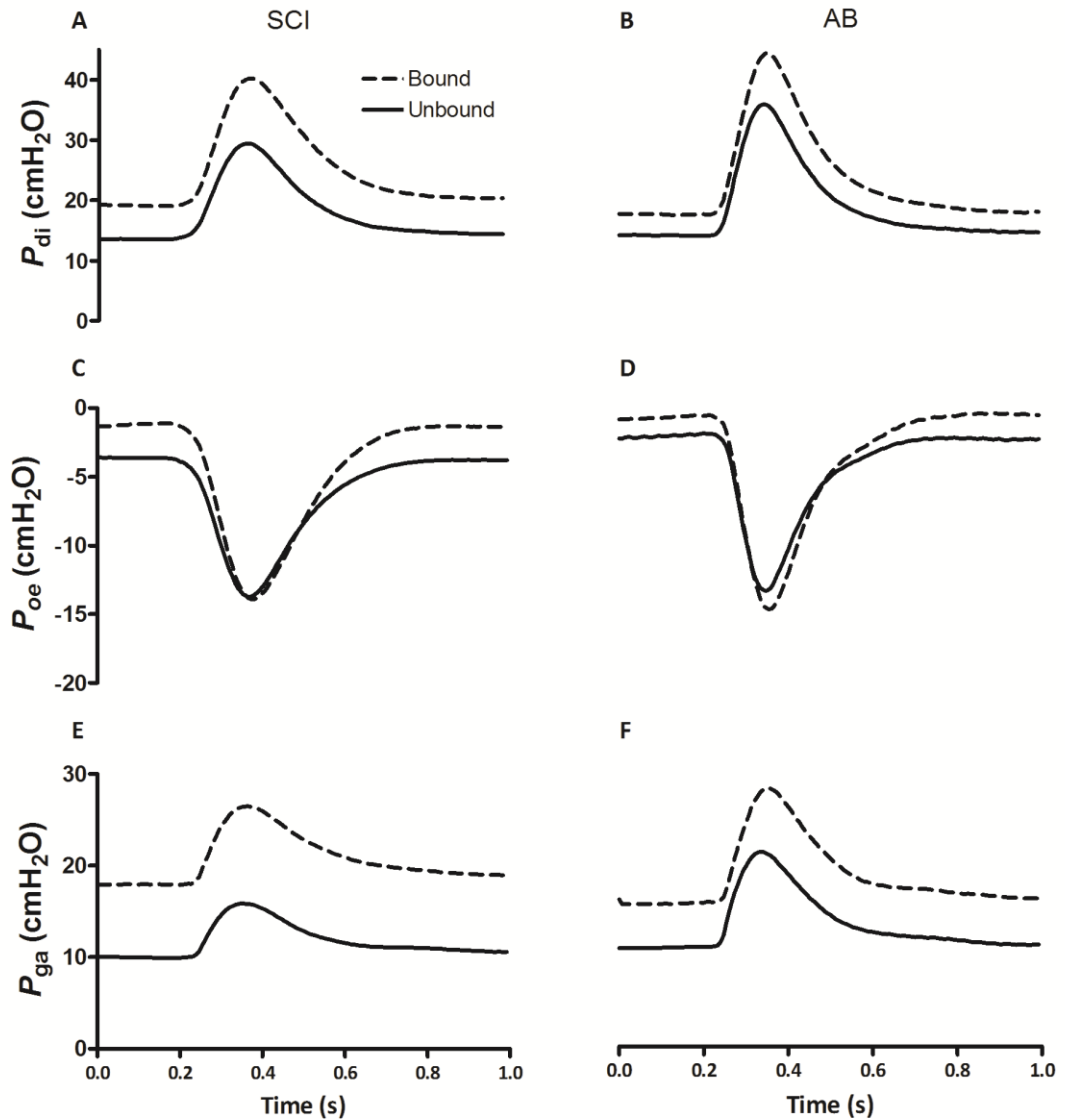 A SCI B AB
Bound
Unbound
Pdi (cmH2O)
40
30
20
10
0
C D
Poe (cmH2O)
0
-5
-10
-15
-20
E F
Pga (cmH2O)
30
20
10
0
0.0 0.2 0.4 0.6 0.8 1.0 0.0 0.2 0.4 0.6 0.8 1.0
Time (s) Time (s)